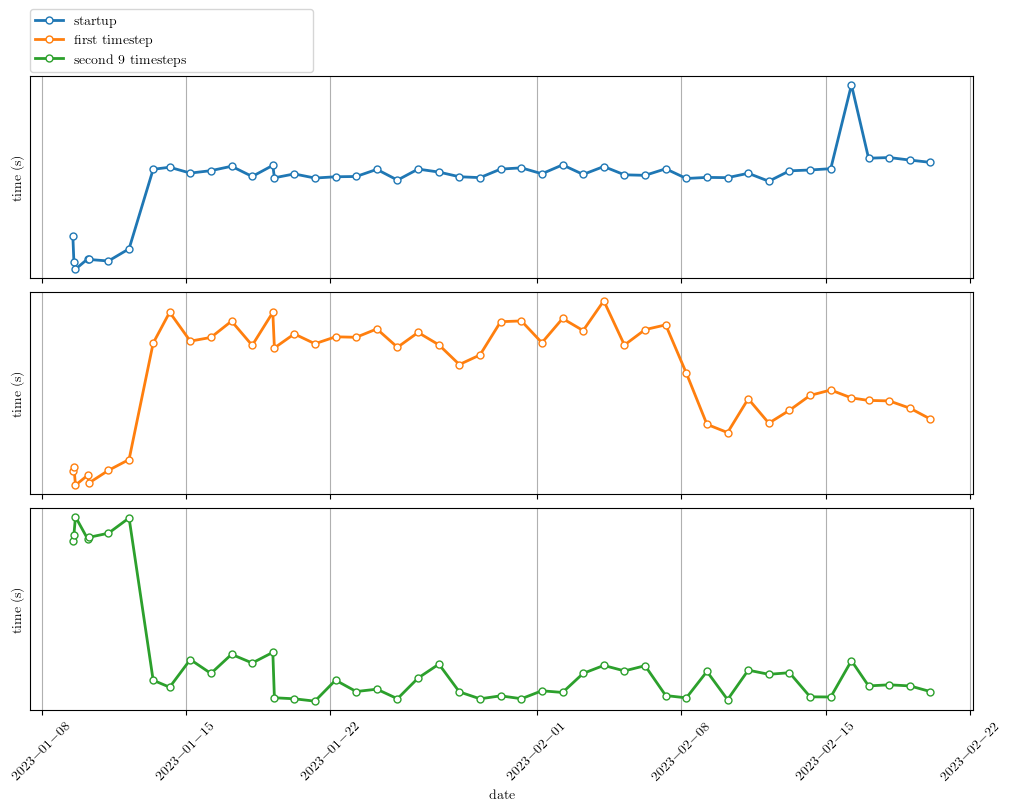 startup
first timestep
second 9 timesteps
time (s)
time (s)
time (s)
2023−01−08
2023−01−15
2023−01−22
2023−02−01
2023−02−08
2023−02−15
2023−02−22
date